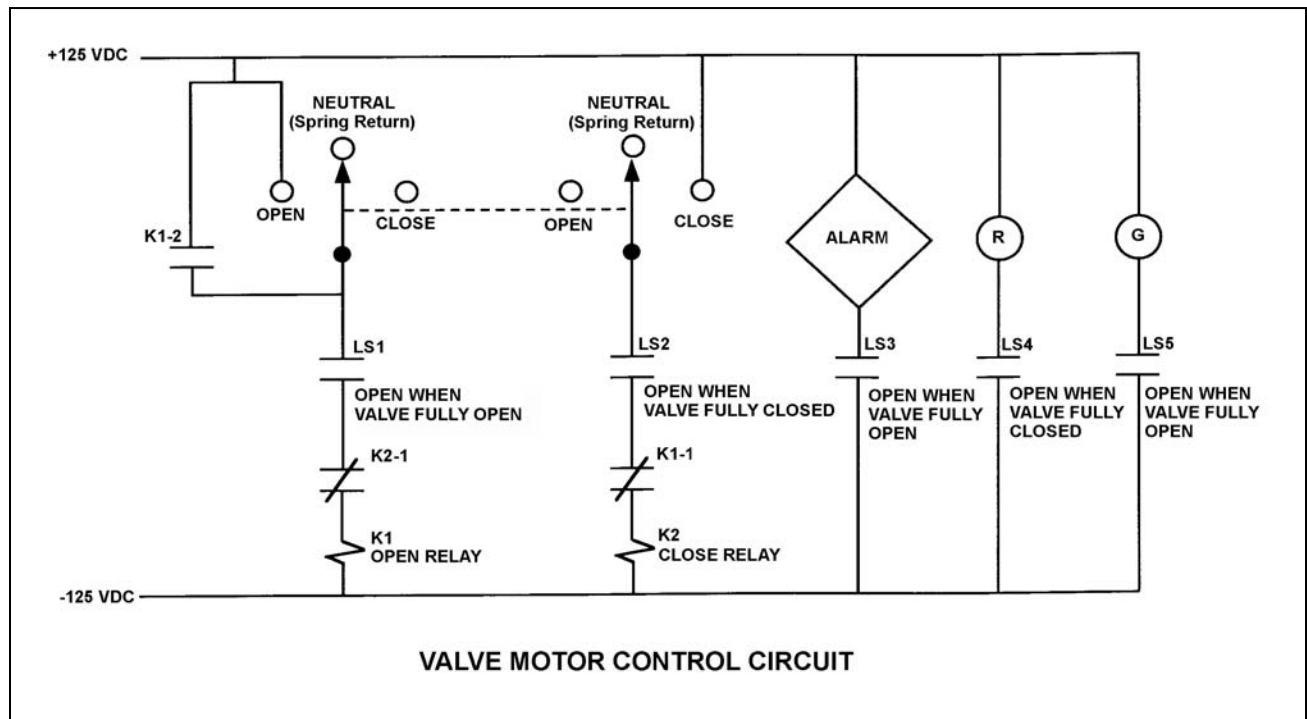 +125 VDC
NEUTRAL
(Spring Return)
NEUTRAL
(Spring Return)
OPEN
CLOSE
OPEN
CLOSE
K1-2
ALARM
R
G
LS1
OPEN WHEN
VALVE FULLY OPEN
LS2
OPEN WHEN
VALVE FULLY CLOSED
LS3
OPEN WHEN
VALVE FULLY
OPEN
LS4
OPEN WHEN
VALVE FULLY
CLOSED
LS5
OPEN WHEN
VALVE FULLY
OPEN
K2-1
K1-1
K1
OPEN RELAY
K2
CLOSE RELAY
-125 VDC
VALVE MOTOR CONTROL CIRCUIT